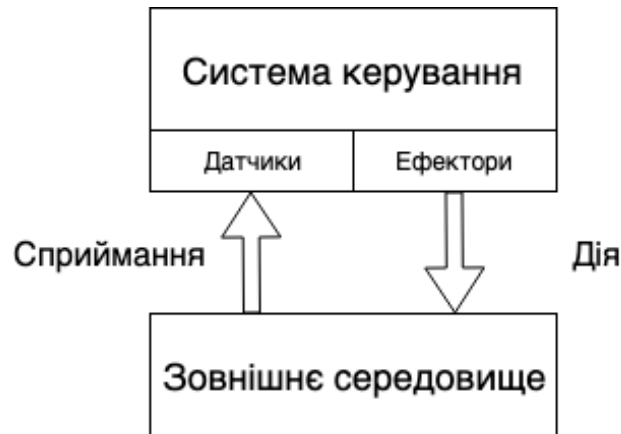 Система керування
Датчики
Ефектори
Сприймання
Дія
Зовнішнє середовище